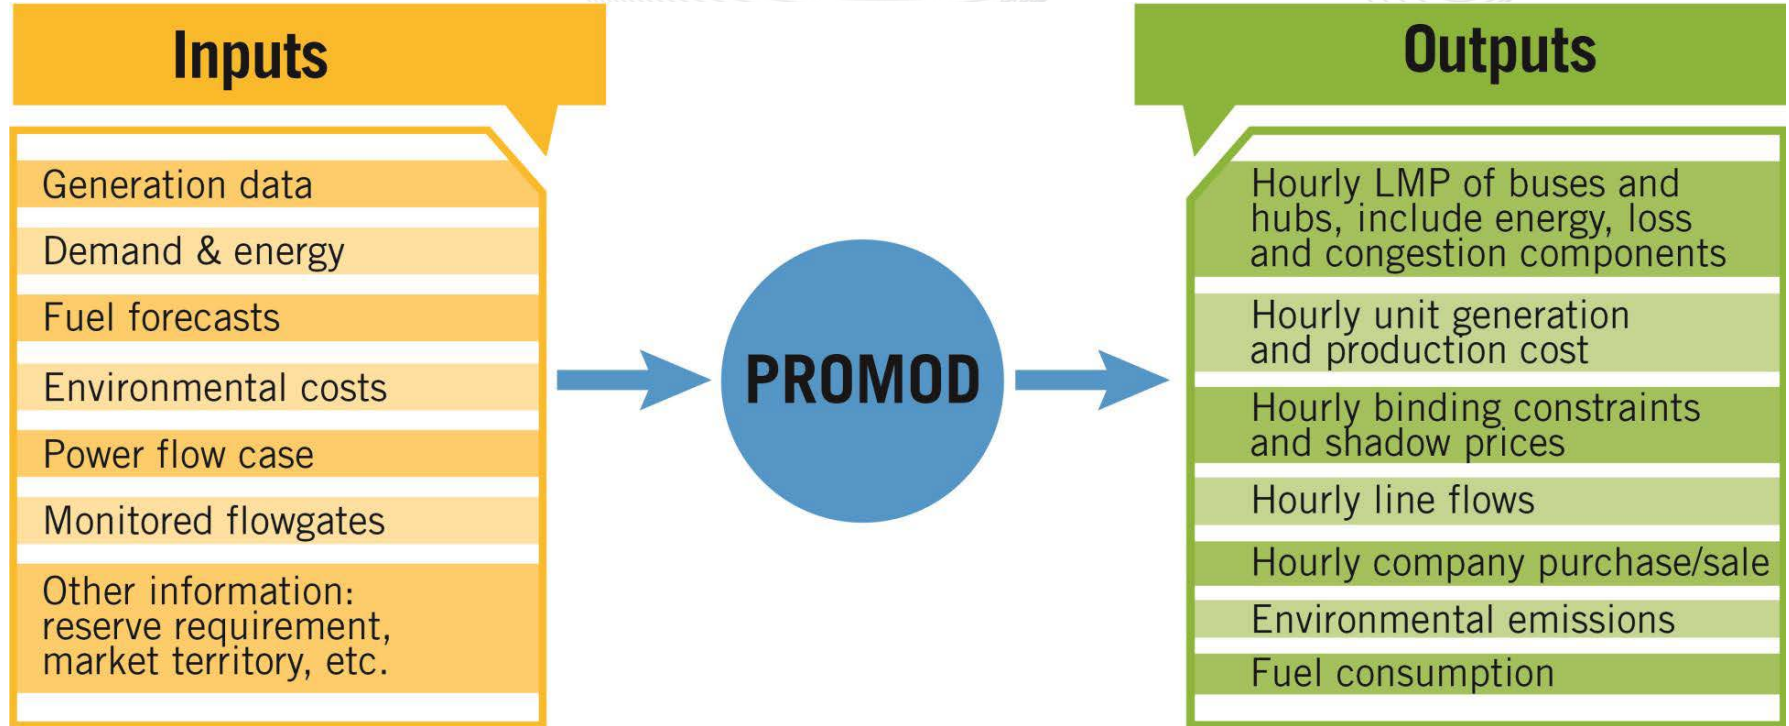 Inputs
Generation data
Demand & energy
Fuel forecasts
Environmental costs
Power flow case
Monitored flowgates
Other information:
reserve requirement,
market territory, etc.
PROMOD
Outputs
Hourly LMP of buses and
hubs, include energy, loss
and congestion components
Hourly unit generation
and production cost
Hourly binding constraints
and shadow prices
Hourly line flows
Hourly company purchase/sale
Environmental emissions
Fuel consumption